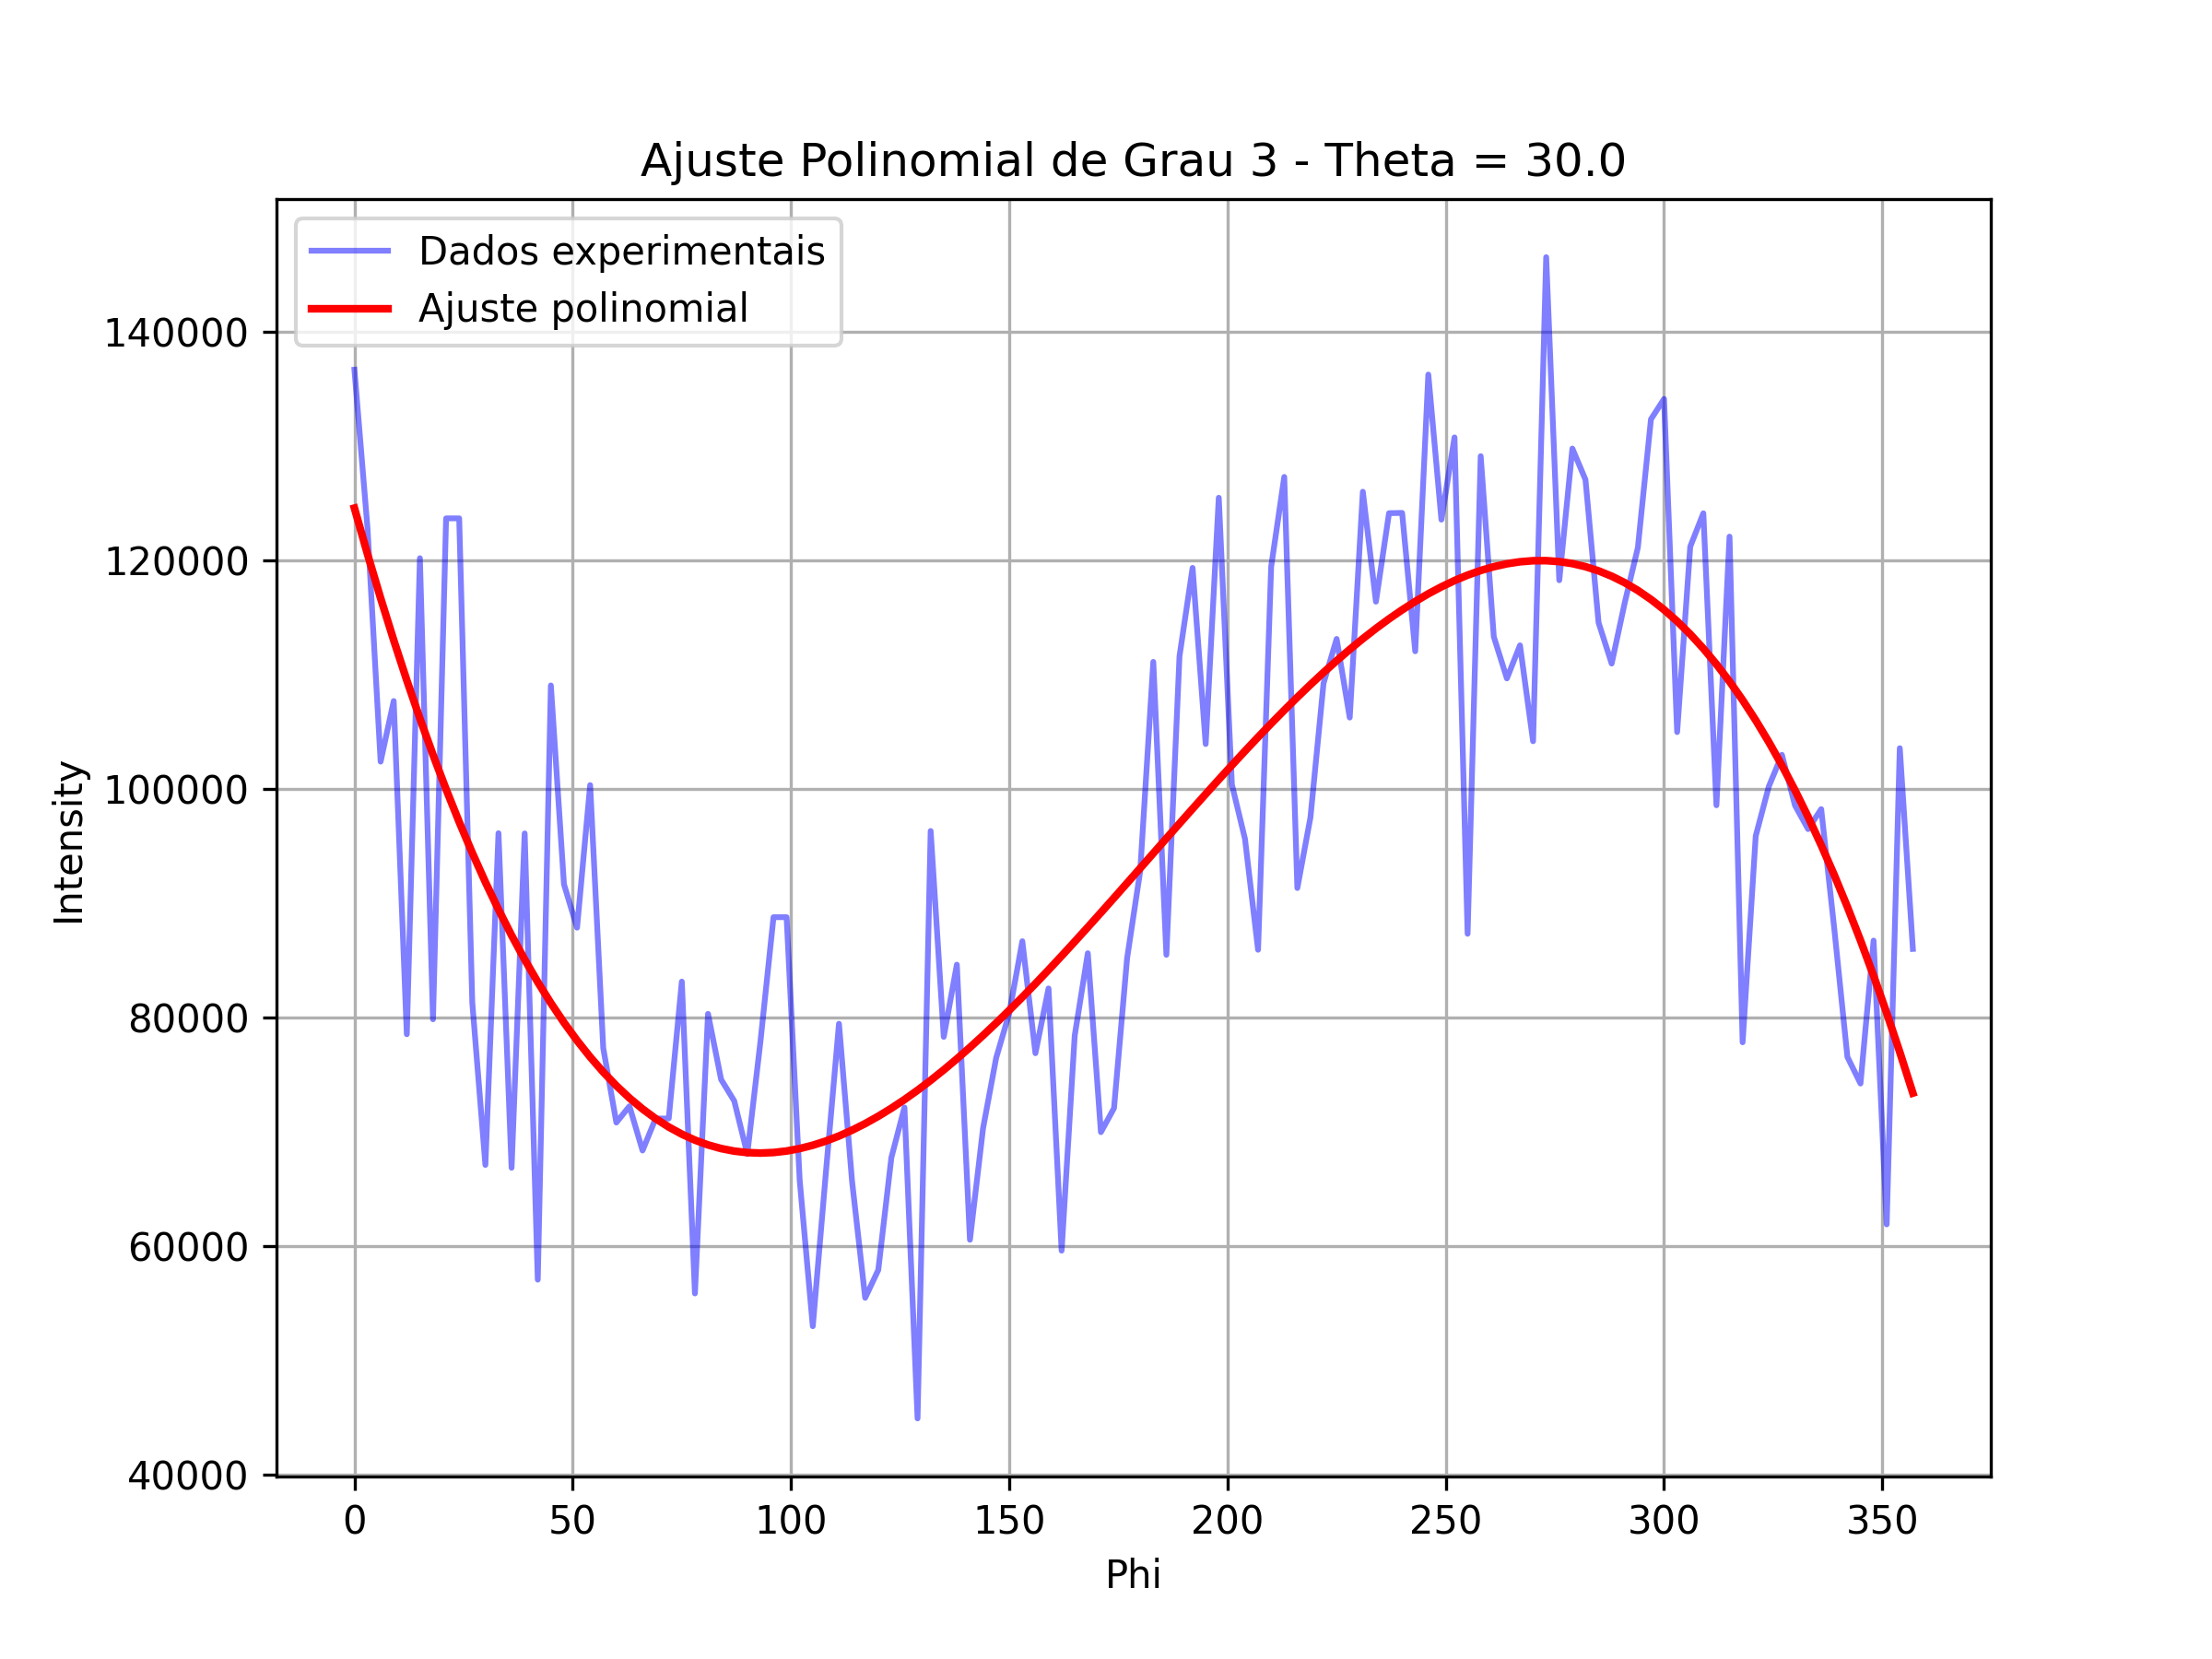 Ajuste Polinomial de Grau 3 - Theta = 30.0
Dados experimentais
Ajuste polinomial
Intensity
140000
120000
100000
80000
60000
40000
0 50 100 150 200 250 300 350
Phi